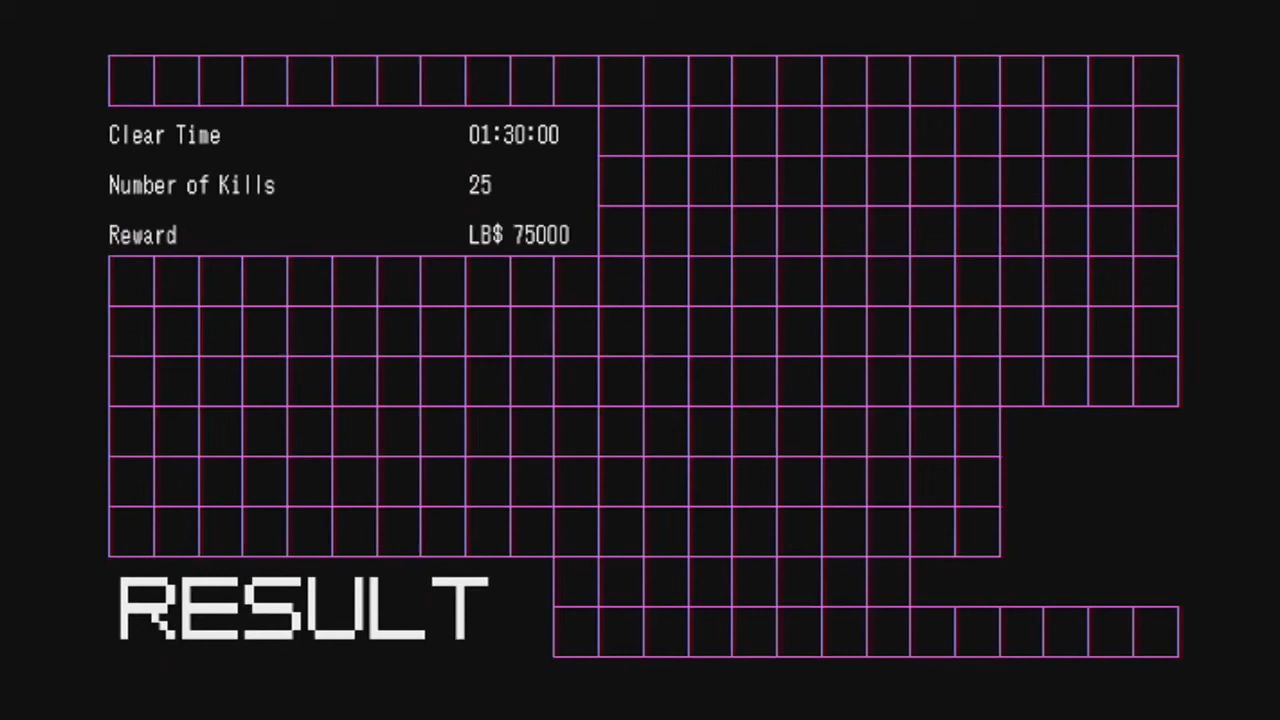 Clear Time 01:30:00
Number of Kills 25
Reward LB$ 75000
RESULT